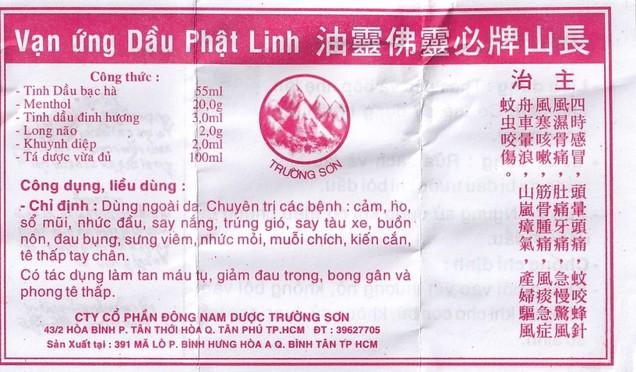 Vạn ứng Dầu Phật Linh
長山牌必靈佛靈油
Công thức :
- Tinh Dầu bạc hà 55ml
- Menthol 20,0g
- Tinh dầu đinh hương 3,0ml
- Long não 2,0g
- Khuynh diệp 2,0ml
- Tá dược vừa đủ 100ml
TRƯỜNG SƠN
Công dụng, liều dùng :
- Chỉ định : Dùng ngoài da. Chuyên trị các bệnh : cảm, ho,
sổ mũi, nhức đầu, say nắng, trúng gió, say tàu xe, buồn
nôn, đau bụng, sưng viêm, nhức mỏi, muỗi chích, kiến cắn,
tê thấp tay chân.
Có tác dụng làm tan máu tụ, giảm đau trong, bong gân và
phong tê thấp.
主治
四時感冒，頭暈頭痛，
風濕骨痛，肚痛牙痛，急慢驚風
風寒咳嗽，筋肋骨痛，風痰急症
舟車暈浪，山嵐瘴氣，產婦驅風
蚊虫咬傷。
CTY CỔ PHẦN ĐÔNG NAM DƯỢC TRƯỜNG SƠN
43/2 HÒA BÌNH P. TÂN THỚI HÒA Q. TÂN PHÚ TP.HCM ĐT : 39627705
Sản Xuất tại : 391 MÃ LÒ P. BÌNH HƯNG HÒA A Q. BÌNH TÂN TP HCM